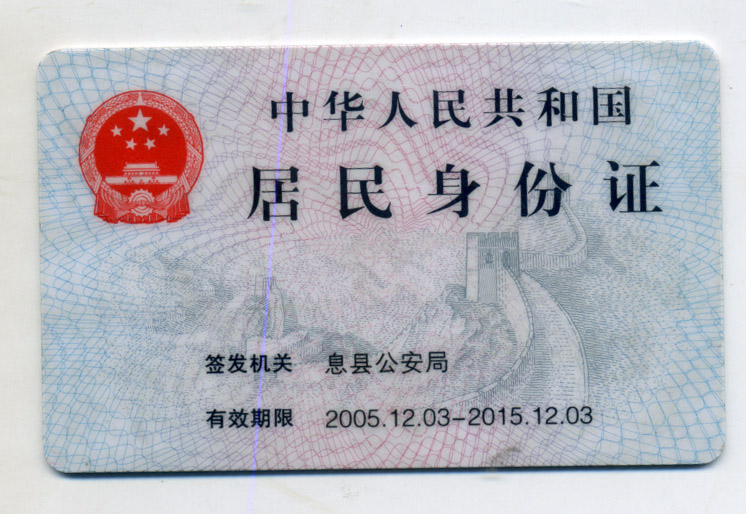 中华人民共和国
居民身份证
签发机关 息县公安局
有效期限 2005.12.03-2015.12.03